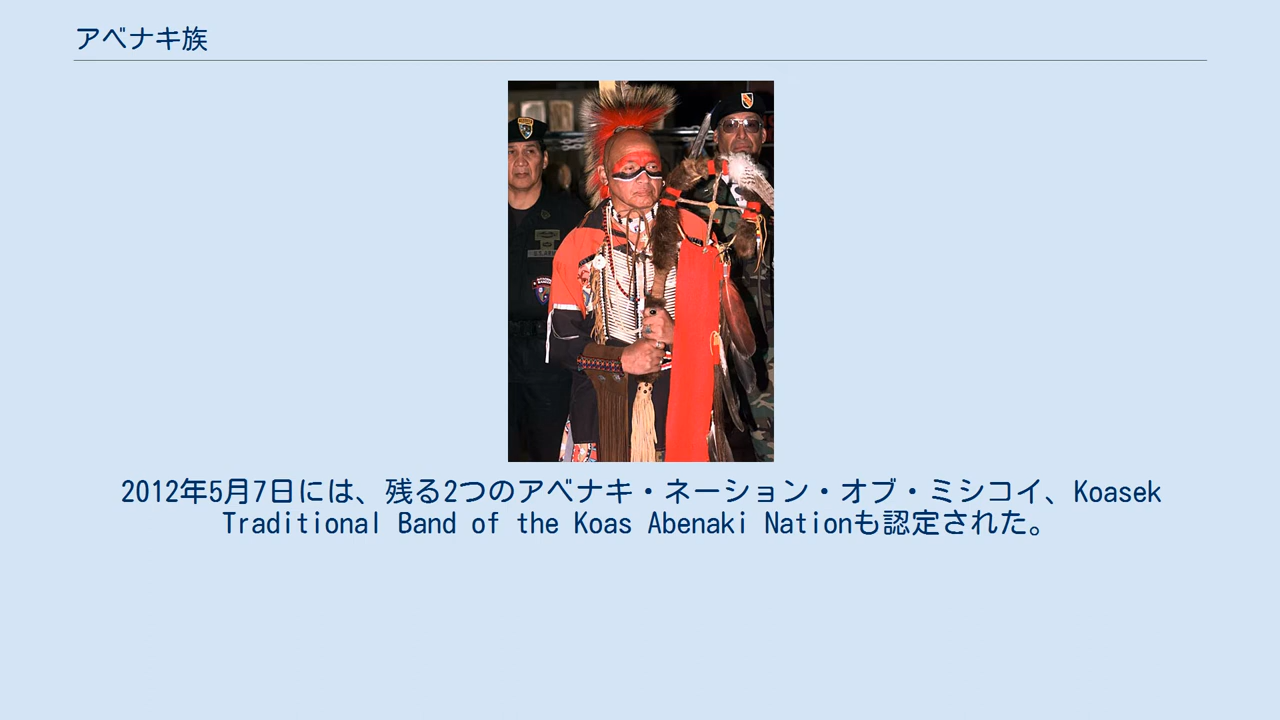 アベナキ族
2012年5月7日には、残る2つのアベナキ・ネーション・オブ・ミシコイ、Koasek
Traditional Band of the Koas Abenaki Nationも認定された。